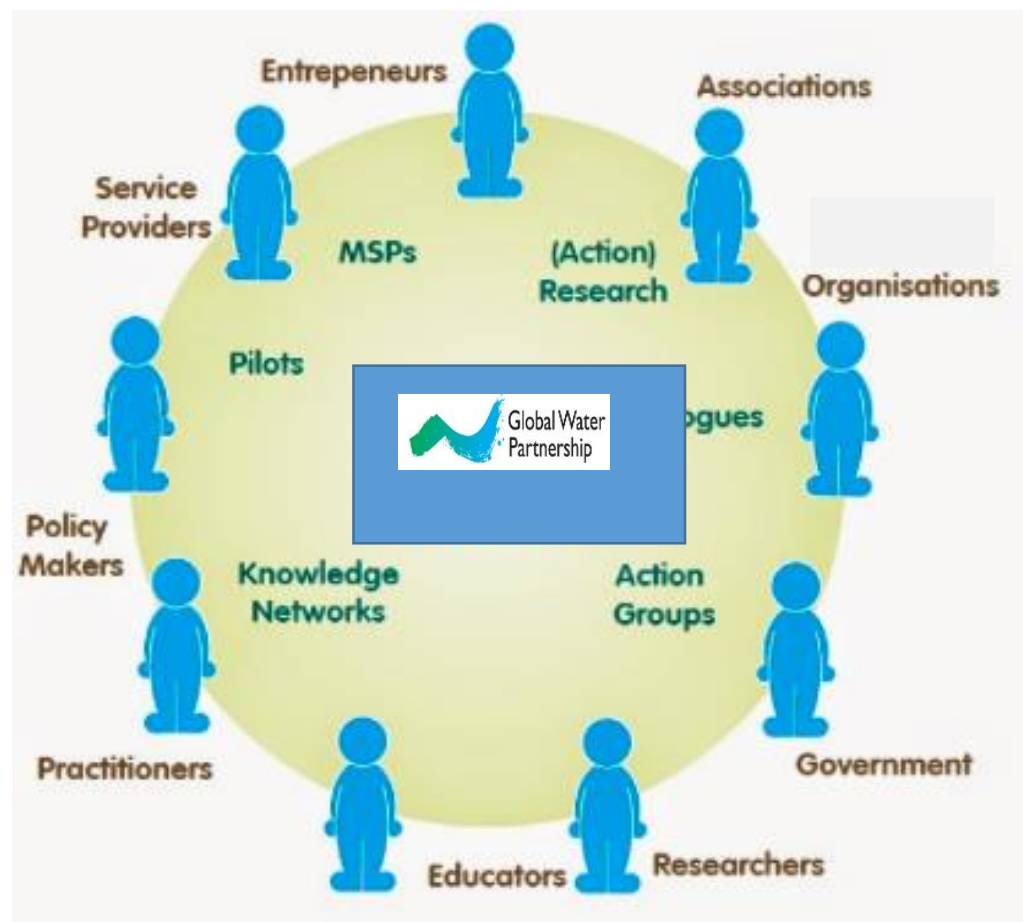 Entrepeneurs
Associations
Service
Providers
MSPs
(Action)
Research
Organisations
Pilots
Global Water
Partnership
ogues
Policy
Makers
Knowledge
Networks
Action
Groups
Practitioners
Government
Educators
Researchers